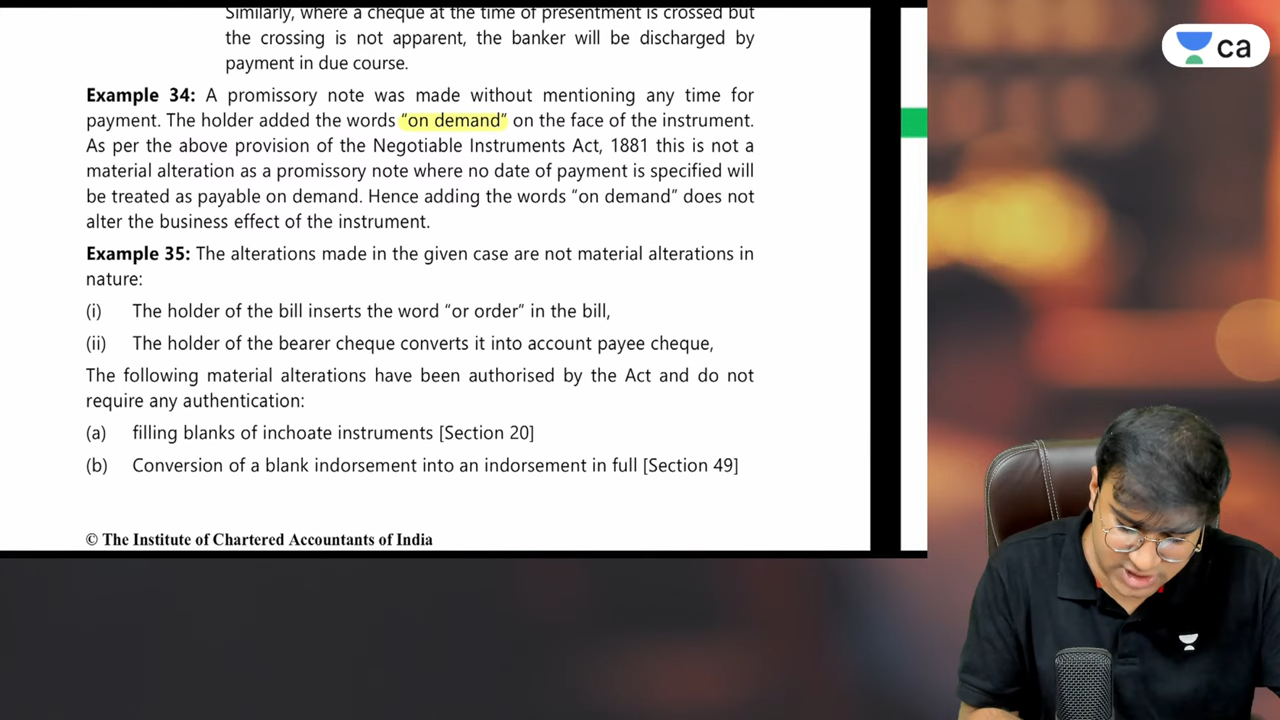 Similarly, where a cheque at the time of presentment is crossed but
the crossing is not apparent, the banker will be discharged by
payment in due course.
Example 34: A promissory note was made without mentioning any time for
payment. The holder added the words “on demand” on the face of the instrument.
As per the above provision of the Negotiable Instruments Act, 1881 this is not a
material alteration as a promissory note where no date of payment is specified will
be treated as payable on demand. Hence adding the words “on demand” does not
alter the business effect of the instrument.
Example 35: The alterations made in the given case are not material alterations in
nature:
(i) The holder of the bill inserts the word “or order” in the bill,
(ii) The holder of the bearer cheque converts it into account payee cheque,
The following material alterations have been authorised by the Act and do not
require any authentication:
(a) filling blanks of inchoate instruments [Section 20]
(b) Conversion of a blank indorsement into an indorsement in full [Section 49]
© The Institute of Chartered Accountants of India
ca